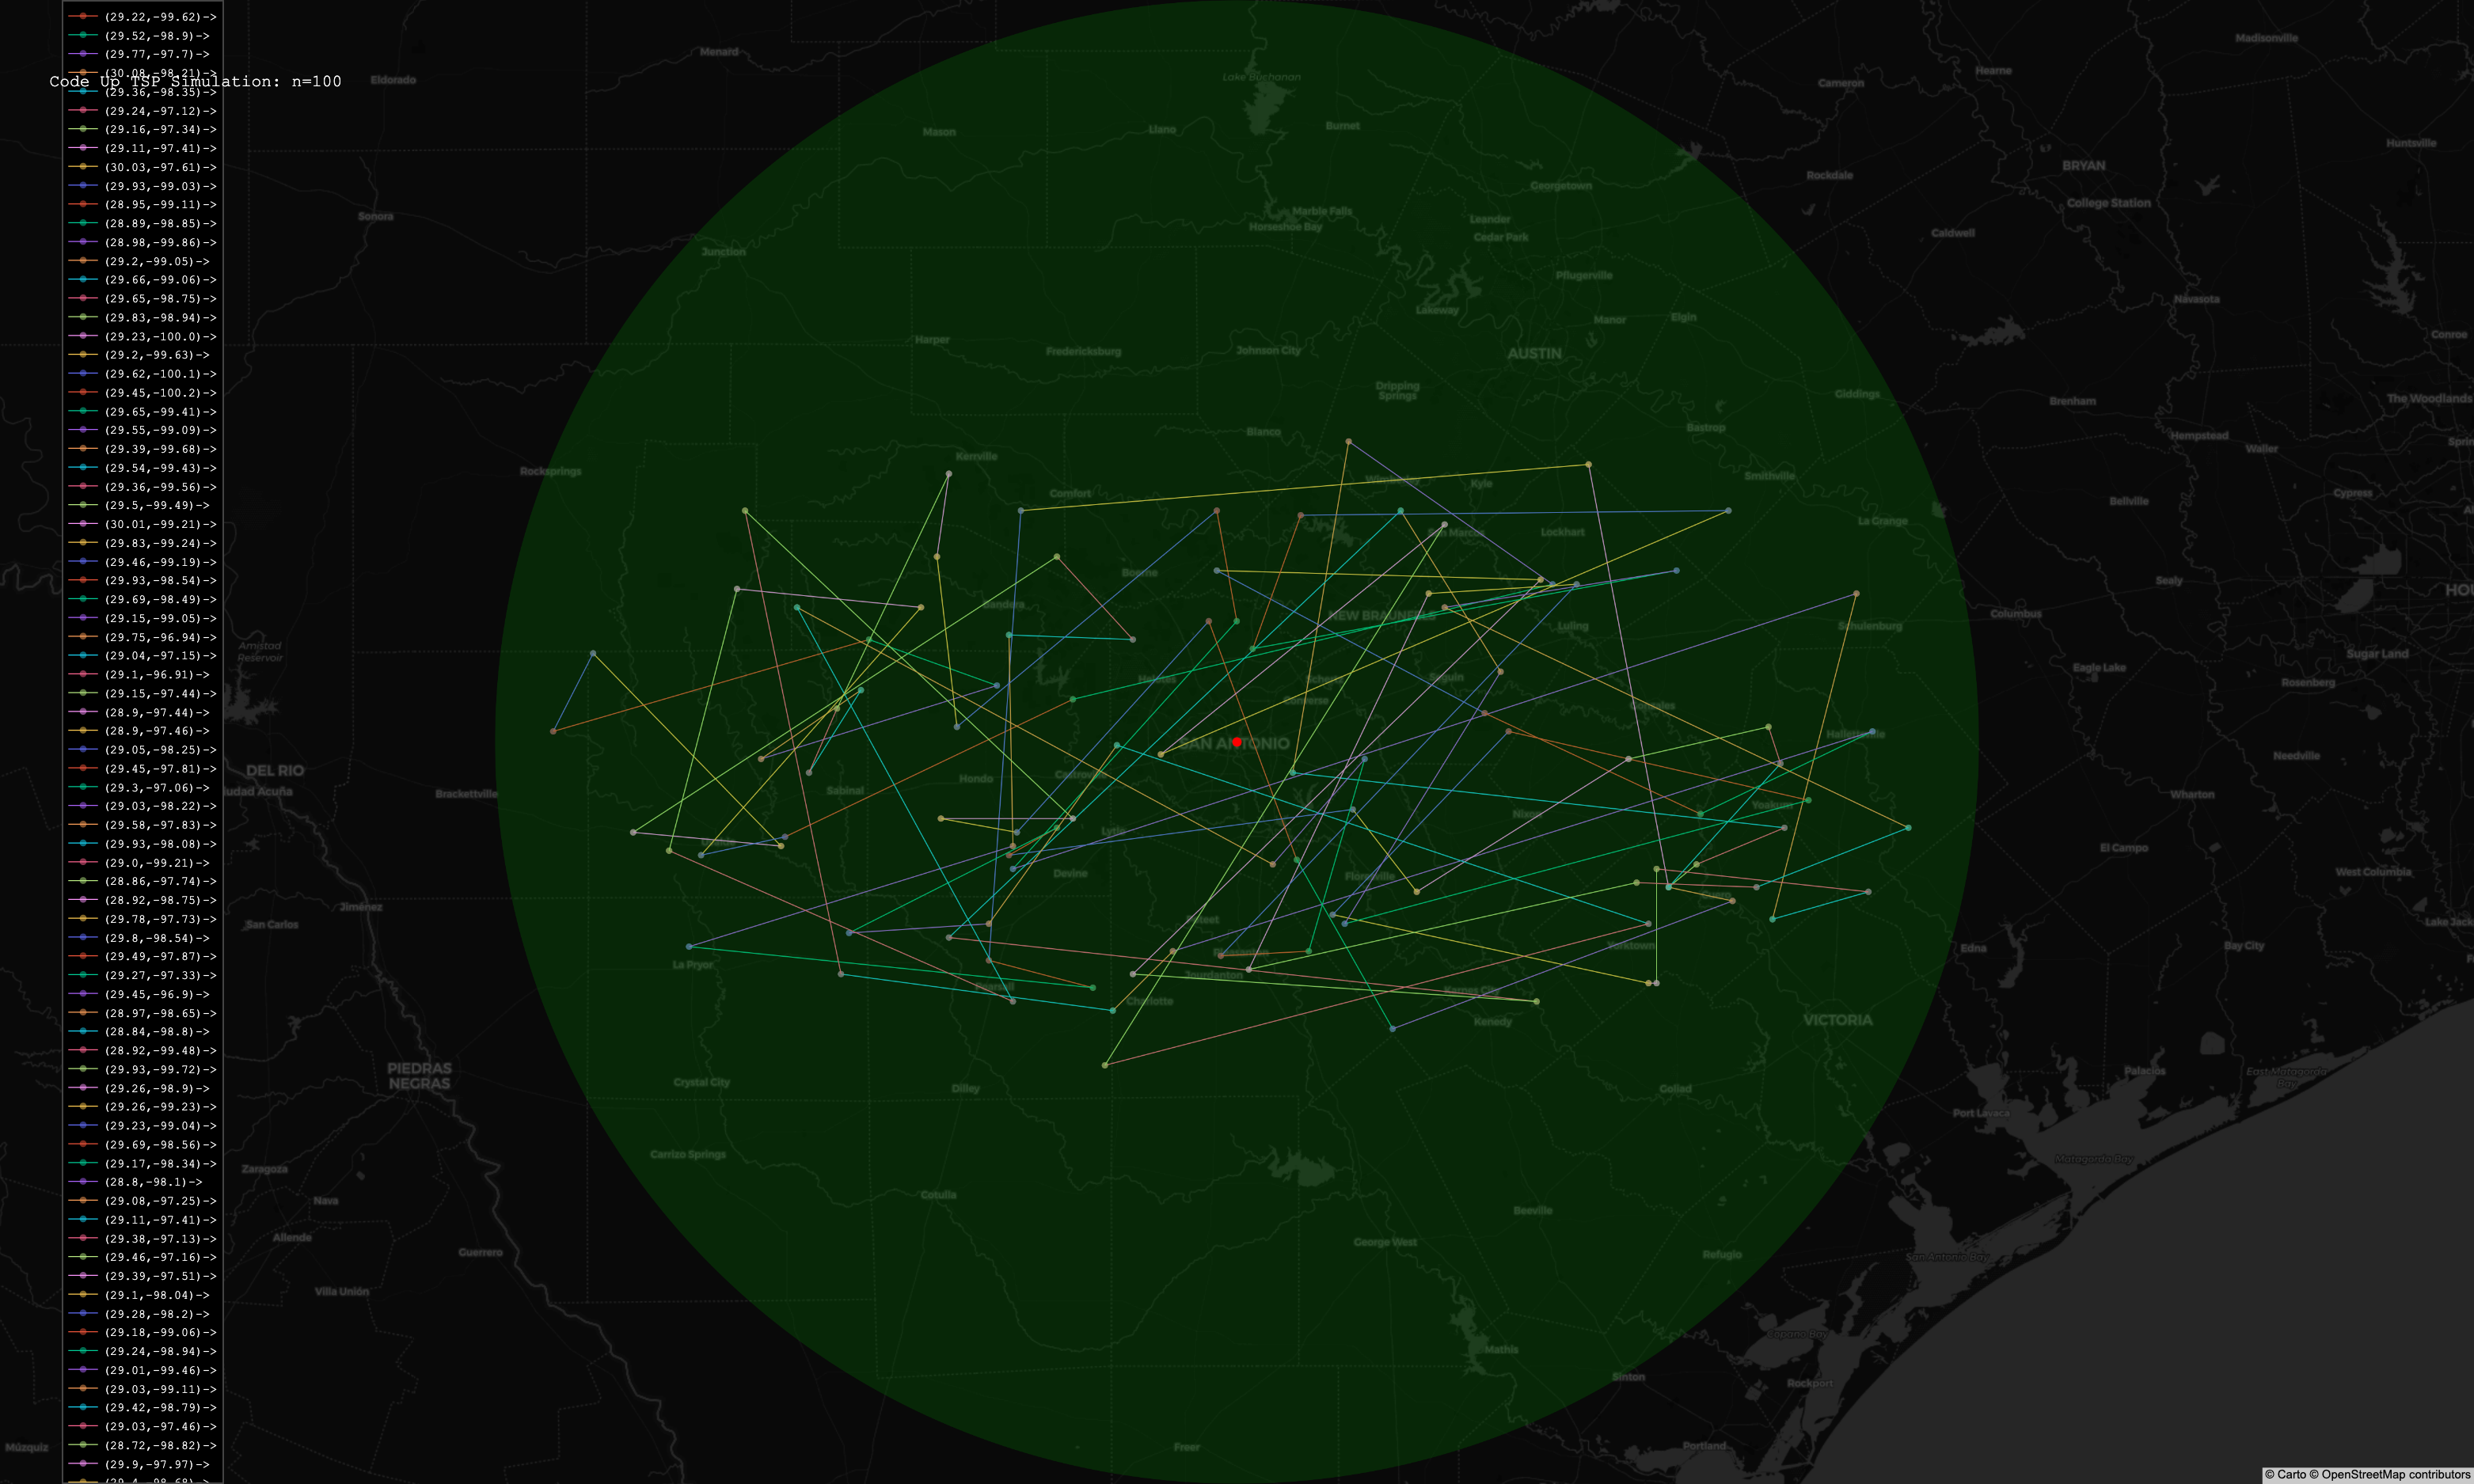 (29.22,-99.62)->
(29.52,-98.9)->
(29.77,-97.7)->
(30.08,-98.21)->
Code Up TSP Simulation: n=100
(29.36,-98.35)->
(29.24,-97.12)->
(29.16,-97.34)->
(29.11,-97.41)->
(30.03,-97.61)->
(29.93,-99.03)->
(28.95,-99.11)->
(28.89,-98.85)->
(28.98,-99.86)->
(29.2,-99.05)->
(29.66,-99.06)->
(29.65,-98.75)->
(29.83,-98.94)->
(29.23,-100.0)->
(29.2,-99.63)->
(29.62,-100.1)->
(29.45,-100.2)->
(29.65,-99.41)->
(29.55,-99.09)->
(29.39,-99.68)->
(29.54,-99.43)->
(29.36,-99.56)->
(29.5,-99.49)->
(30.01,-99.21)->
(29.83,-99.24)->
(29.46,-99.19)->
(29.93,-98.54)->
(29.69,-98.49)->
(29.15,-99.05)->
(29.75,-96.94)->
(29.04,-97.15)->
(29.1,-96.91)->
(29.15,-97.44)->
(28.9,-97.44)->
(28.9,-97.46)->
(29.05,-98.25)->
(29.45,-97.81)->
(29.3,-97.06)->
(29.03,-98.22)->
(29.58,-97.83)->
(29.93,-98.08)->
(29.0,-99.21)->
(28.86,-97.74)->
(28.92,-98.75)->
(29.78,-97.73)->
(29.8,-98.54)->
(29.49,-97.87)->
(29.27,-97.33)->
(29.45,-96.9)->
(28.97,-98.65)->
(28.84,-98.8)->
(28.92,-99.48)->
(29.93,-99.72)->
(29.26,-98.9)->
(29.26,-99.23)->
(29.23,-99.04)->
(29.69,-98.56)->
(29.17,-98.34)->
(28.8,-98.1)->
(29.08,-97.25)->
(29.11,-97.41)->
(29.38,-97.13)->
(29.46,-97.16)->
(29.39,-97.51)->
(29.1,-98.04)->
(29.28,-98.2)->
(29.18,-99.06)->
(29.24,-98.94)->
(29.01,-99.46)->
(29.03,-99.11)->
(29.42,-98.79)->
(29.03,-97.46)->
(28.72,-98.82)->
(29.9,-97.97)->
(29.4,-98.68)->
Eldorado
Menard
Sonora
Junction
Mason
Llano
Lake Buchanan
Burnet
Marble Falls
Horseshoe Bay
Georgetown
Leander
Cedar Park
Pflugerville
Lakeway
Manor
Elgin
AUSTIN
Harper
Fredericksburg
Johnson City
Dripping
Springs
Blanco
Bastrop
Giddings
Smithville
La Grange
Rocksprings
Kerrville
Comfort
Wimberley
Kyle
San Marcos
Lockhart
Boerne
Bandera
NEW BRAUNFELS
Luling
Schulenburg
Helotes
Schertz
Seguin
Converse
Gonzales
SAN ANTONIO
Hallettsville
Hondo
Castroville
Sabinal
Brackettville
Uvalde
Lytle
Nixon
Yoakum
Devine
Floresville
Cuero
Poteet
Pleasanton
Jourdanton
Yorktown
La Pryor
Pearsall
Charlotte
Karnes City
Kenedy
VICTORIA
Crystal City
Dilley
Goliad
Carrizo Springs
Cotulla
Beeville
George West
Refugio
Mathis
Sinton
Rockport
Freer
Portland
Amistad
Reservoir
DEL RIO
Ciudad Acuña
Jiménez
San Carlos
PIEDRAS
NEGRAS
Zaragoza
Nava
Allende
Guerrero
Villa Unión
Múzquiz
Madisonville
Hearne
Cameron
Rockdale
BRYAN
College Station
Huntsville
Caldwell
Navasota
Conroe
Brenham
The Woodlands
Hempstead
Waller
Spring
Bellville
Columbus
Eagle Lake
Sugar Land
Rosenberg
Needville
Wharton
El Campo
West Columbia
Edna
Bay City
Lake Jackson
Palacios
East Matagorda
Bay
Port Lavaca
Matagorda Bay
San Antonio Bay
Copano Bay
© Carto © OpenStreetMap contributors